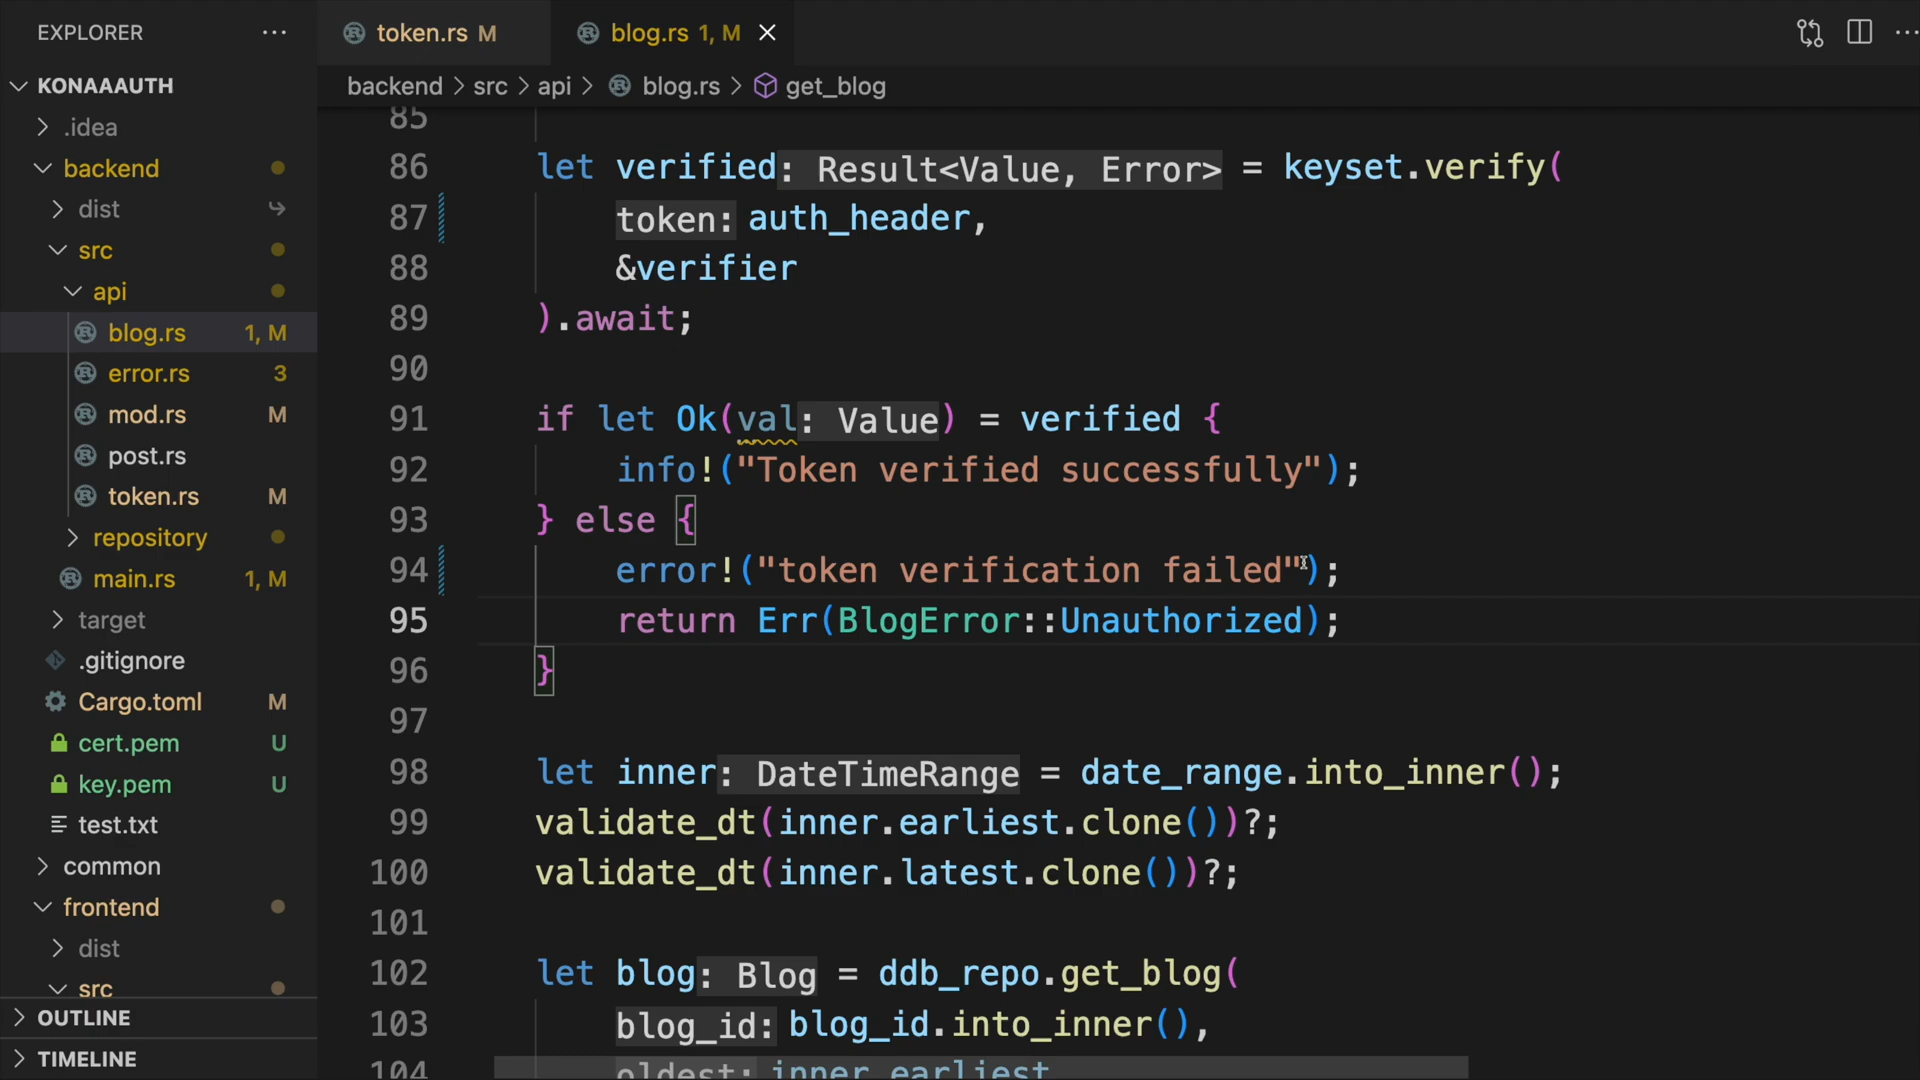 EXPLORER
KONAAAUTH
.idea
backend
dist
src
api
blog.rs 1, M
error.rs 3
mod.rs M
post.rs
token.rs M
repository
main.rs 1, M
target
.gitignore
Cargo.toml M
cert.pem U
key.pem U
test.txt
common
frontend
dist
src
OUTLINE
TIMELINE
token.rs M
blog.rs 1, M
backend > src > api > blog.rs > get_blog
85
86 let verified: Result<Value, Error> = keyset.verify(
87 token: auth_header,
88 &verifier
89 ).await;
90
91 if let Ok(val: Value) = verified {
92 info!("Token verified successfully");
93 } else {
94 error!("token verification failed");
95 return Err(BlogError::Unauthorized);
96 }
97
98 let inner: DateTimeRange = date_range.into_inner();
99 validate_dt(inner.earliest.clone())?;
100 validate_dt(inner.latest.clone())?;
101
102 let blog: Blog = ddb_repo.get_blog(
103 blog_id: blog_id.into_inner(),
104 oldest: inner.earliest